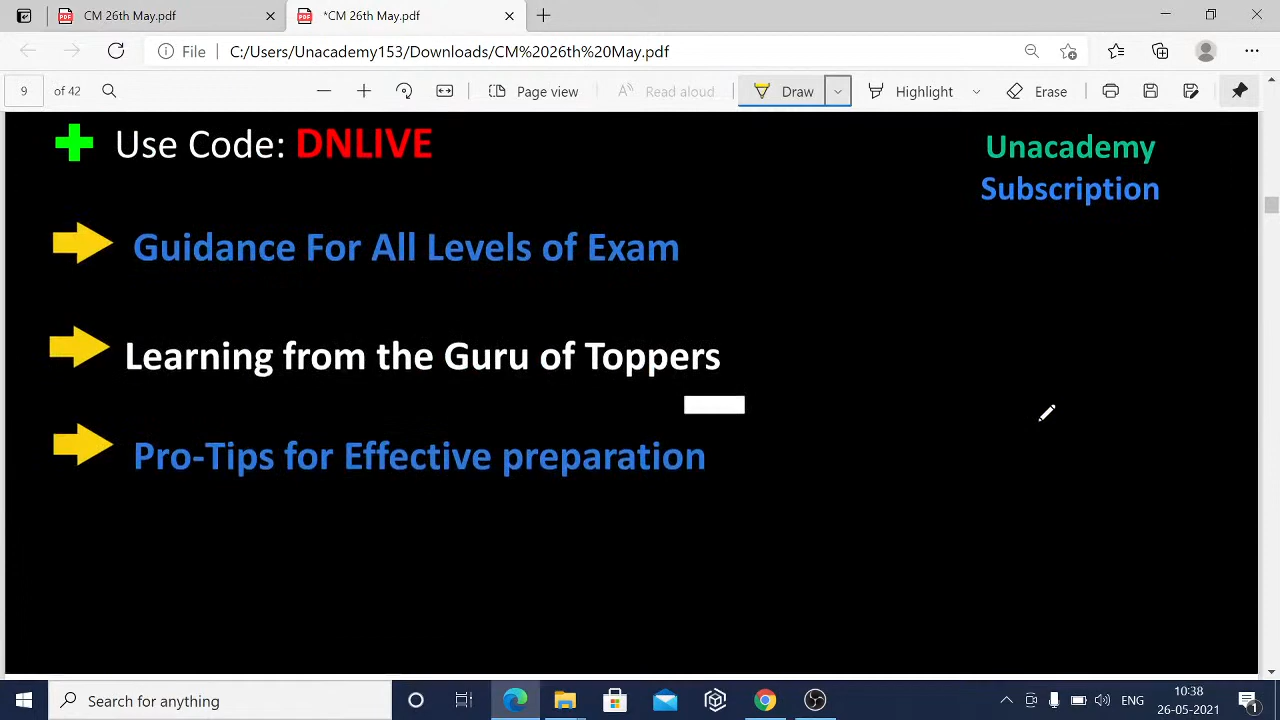 CM 26th May.pdf
*CM 26th May.pdf
File
C:/Users/Unacademy153/Downloads/CM%2026th%20May.pdf
9 of 42
Page view
Read aloud
Draw
Highlight
Erase
Use Code: DNLIVE
Unacademy
Subscription
Guidance For All Levels of Exam
Learning from the Guru of Toppers
Pro-Tips for Effective preparation
Search for anything
ENG
10:38
26-05-2021
1